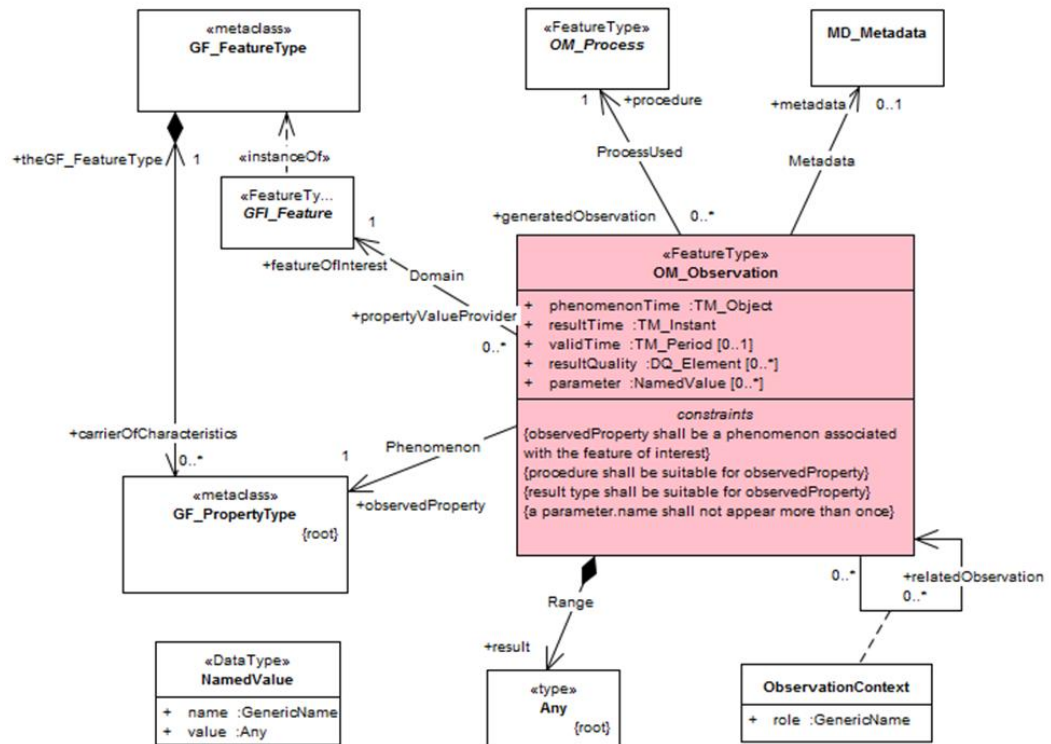 «metaclass»
GF_FeatureType
«FeatureType»
OM_Process
MD_Metadata
1
+procedure
+metadata
0..1
+theGF_FeatureType
1
«instanceOf»
ProcessUsed
Metadata
«FeatureTy...
GFI_Feature
1
+generatedObservation
0..*
+featureOfInterest
Domain
+propertyValueProvider
0..*
«FeatureType»
OM_Observation
+ phenomenonTime :TM_Object
+ resultTime :TM_Instant
+ validTime :TM_Period [0..1]
+ resultQuality :DQ_Element [0..*]
+ parameter :NamedValue [0..*]
constraints
{observedProperty shall be a phenomenon associated
with the feature of interest}
{procedure shall be suitable for observedProperty}
{result type shall be suitable for observedProperty}
{a parameter.name shall not appear more than once}
+carrierOfCharacteristics
0..*
Phenomenon
1
+observedProperty
«metaclass»
GF_PropertyType
{root}
0..*
+relatedObservation
0..*
Range
+result
«DataType»
NamedValue
+ name :GenericName
+ value :Any
«type»
Any
{root}
ObservationContext
+ role :GenericName